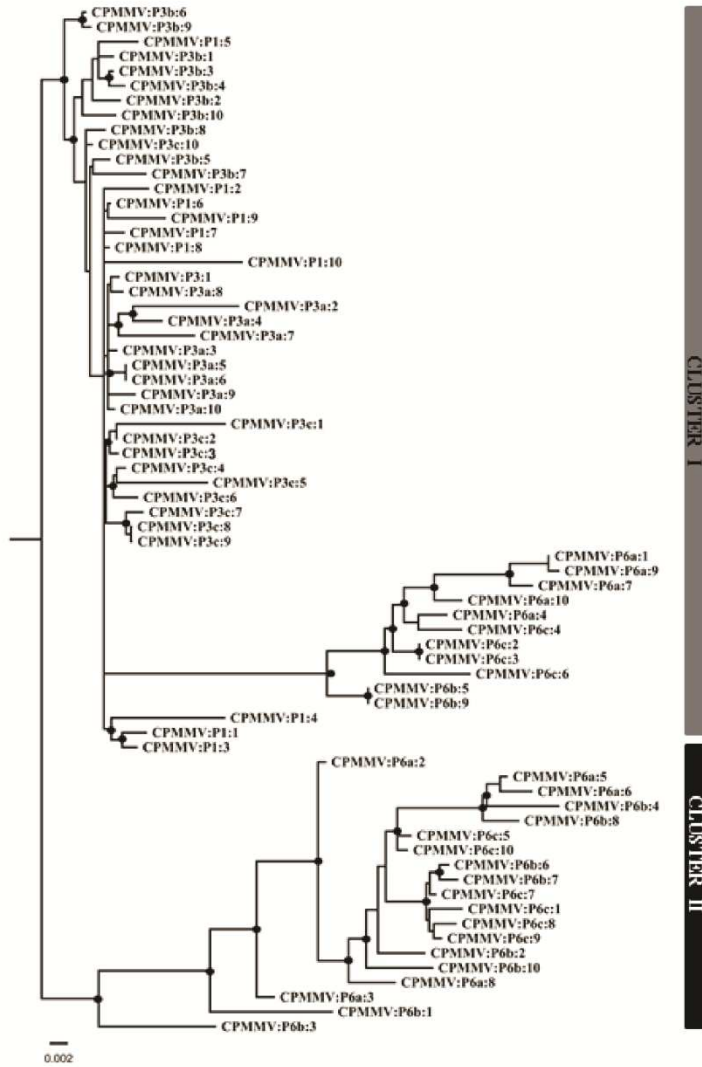 CPMMV:P3b:6
CPMMV:P3b:9
CPMMV:P1:5
CPMMV:P3b:1
CPMMV:P3b:3
CPMMV:P3b:4
CPMMV:P3b:2
CPMMV:P3b:10
CPMMV:P3b:8
CPMMV:P3c:10
CPMMV:P3b:5
CPMMV:P3b:7
CPMMV:P1:2
CPMMV:P1:6
CPMMV:P1:9
CPMMV:P1:7
CPMMV:P1:8
CPMMV:P1:10
CPMMV:P3:1
CPMMV:P3a:8
CPMMV:P3a:2
CPMMV:P3a:4
CPMMV:P3a:7
CPMMV:P3a:3
CPMMV:P3a:5
CPMMV:P3a:6
CPMMV:P3a:9
CPMMV:P3a:10
CPMMV:P3c:1
CPMMV:P3c:2
CPMMV:P3c:3
CPMMV:P3c:4
CPMMV:P3c:5
CPMMV:P3c:6
CPMMV:P3c:7
CPMMV:P3c:8
CPMMV:P3c:9
CPMMV:P6a:1
CPMMV:P6a:9
CPMMV:P6a:7
CPMMV:P6a:10
CPMMV:P6a:4
CPMMV:P6c:4
CPMMV:P6c:2
CPMMV:P6c:3
CPMMV:P6c:6
CPMMV:P6b:5
CPMMV:P6b:9
CPMMV:P1:4
CPMMV:P1:1
CPMMV:P1:3
CLUSTER I
CPMMV:P6a:2
CPMMV:P6a:5
CPMMV:P6a:6
CPMMV:P6b:4
CPMMV:P6b:8
CPMMV:P6c:5
CPMMV:P6c:10
CPMMV:P6b:6
CPMMV:P6b:7
CPMMV:P6c:7
CPMMV:P6c:1
CPMMV:P6c:8
CPMMV:P6c:9
CPMMV:P6b:2
CPMMV:P6b:10
CPMMV:P6a:8
CPMMV:P6a:3
CPMMV:P6b:1
CPMMV:P6b:3
CLUSTER II
0.002